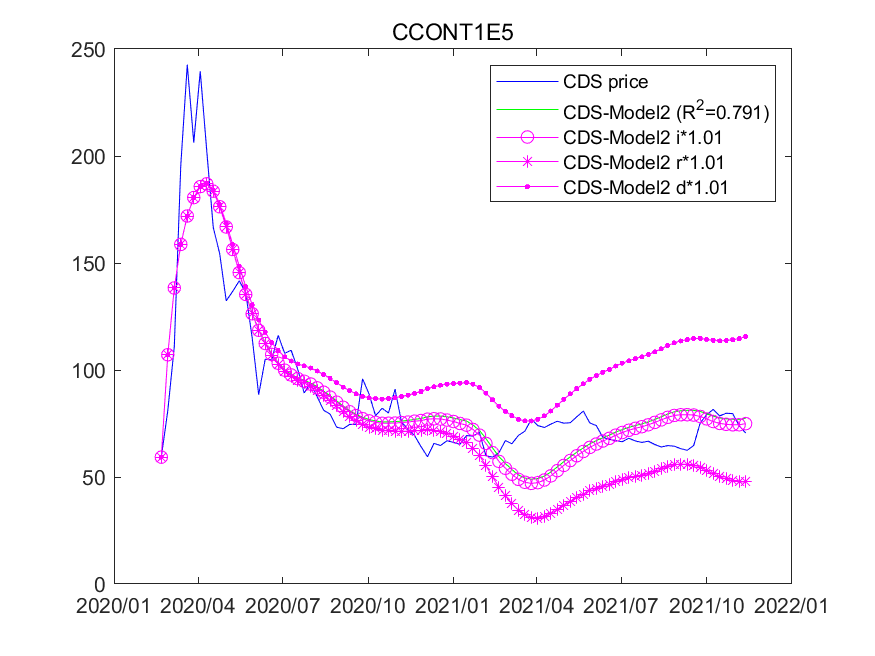 CCONT1E5
250
200
150
100
50
0
CDS price
CDS-Model2 (R²=0.791)
CDS-Model2 i*1.01
CDS-Model2 r*1.01
CDS-Model2 d*1.01
2020/01 2020/04 2020/07 2020/10 2021/01 2021/04 2021/07 2021/10 2022/01